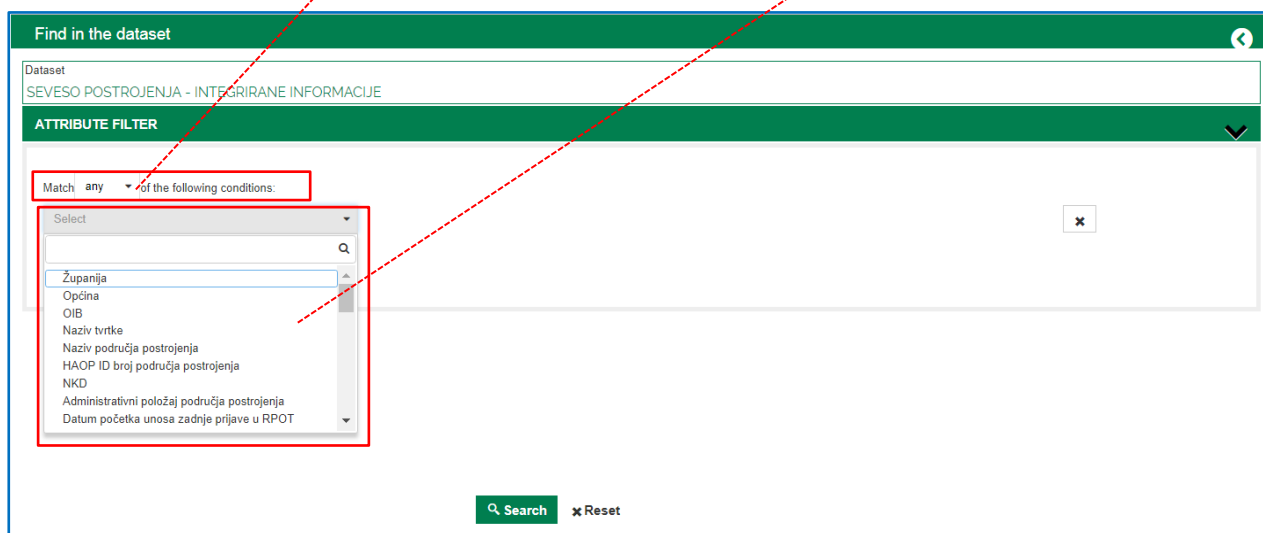 Find in the dataset
Dataset
SEVESO POSTROJENJA - INTEGRIRANE INFORMACIJE
ATTRIBUTE FILTER
Match any of the following conditions:
Select
Županija
Općina
OIB
Naziv tvrtke
Naziv područja postrojenja
HAOP ID broj područja postrojenja
NKD
Administrativni položaj područja postrojenja
Datum početka unosa zadnje prijave u RPOT
Search Reset